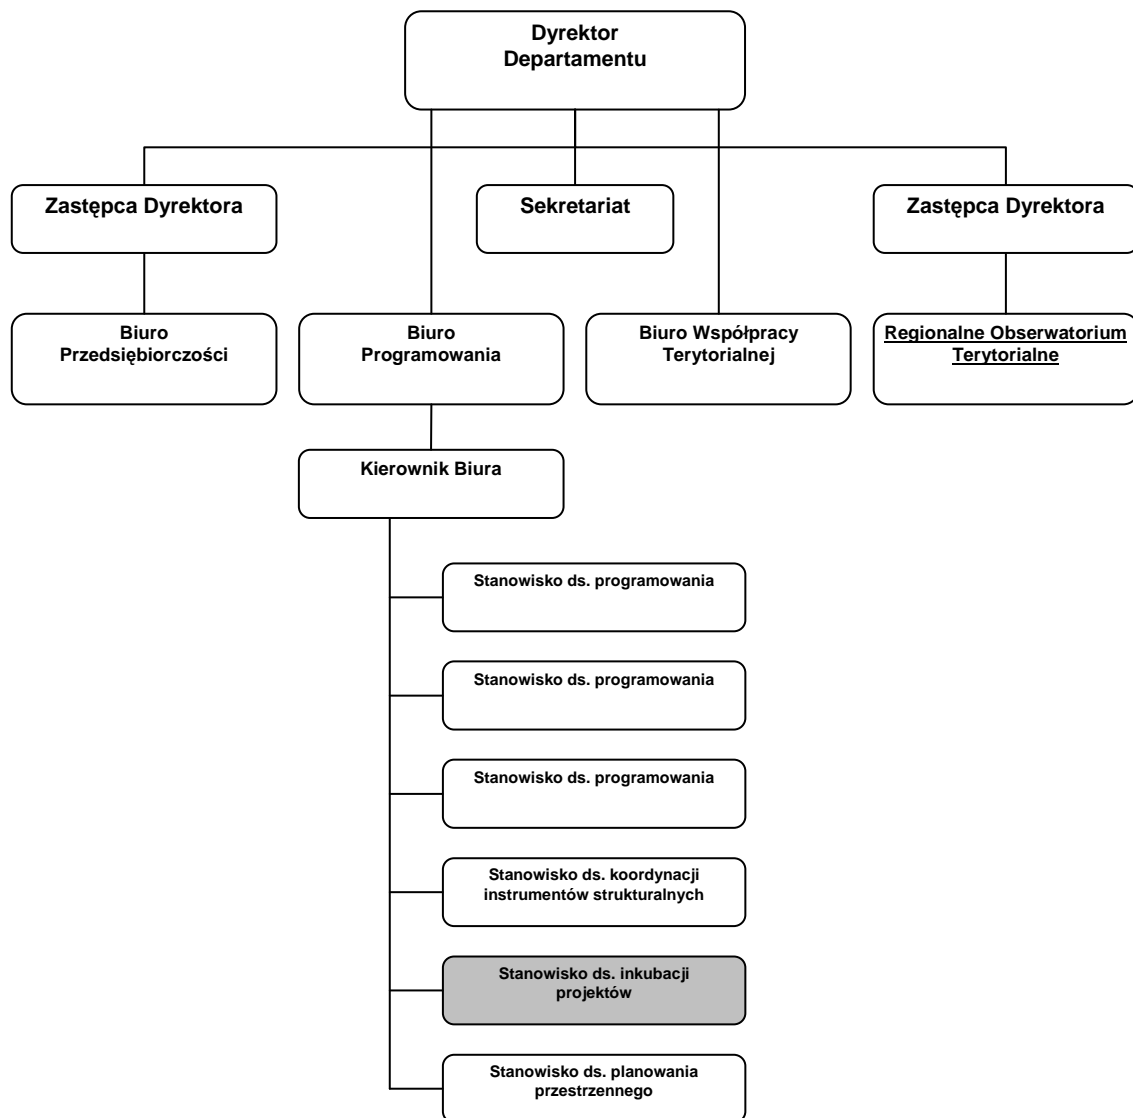 Dyrektor
Departamentu
Zastępca Dyrektora
Sekretariat
Zastępca Dyrektora
Biuro
Przedsiębiorczości
Biuro
Programowania
Biuro Współpracy
Terytorialnej
Regionalne Obserwatorium
Terytorialne
Kierownik Biura
Stanowisko ds. programowania
Stanowisko ds. programowania
Stanowisko ds. programowania
Stanowisko ds. koordynacji
instrumentów strukturalnych
Stanowisko ds. inkubacji
projektów
Stanowisko ds. planowania
przestrzennego